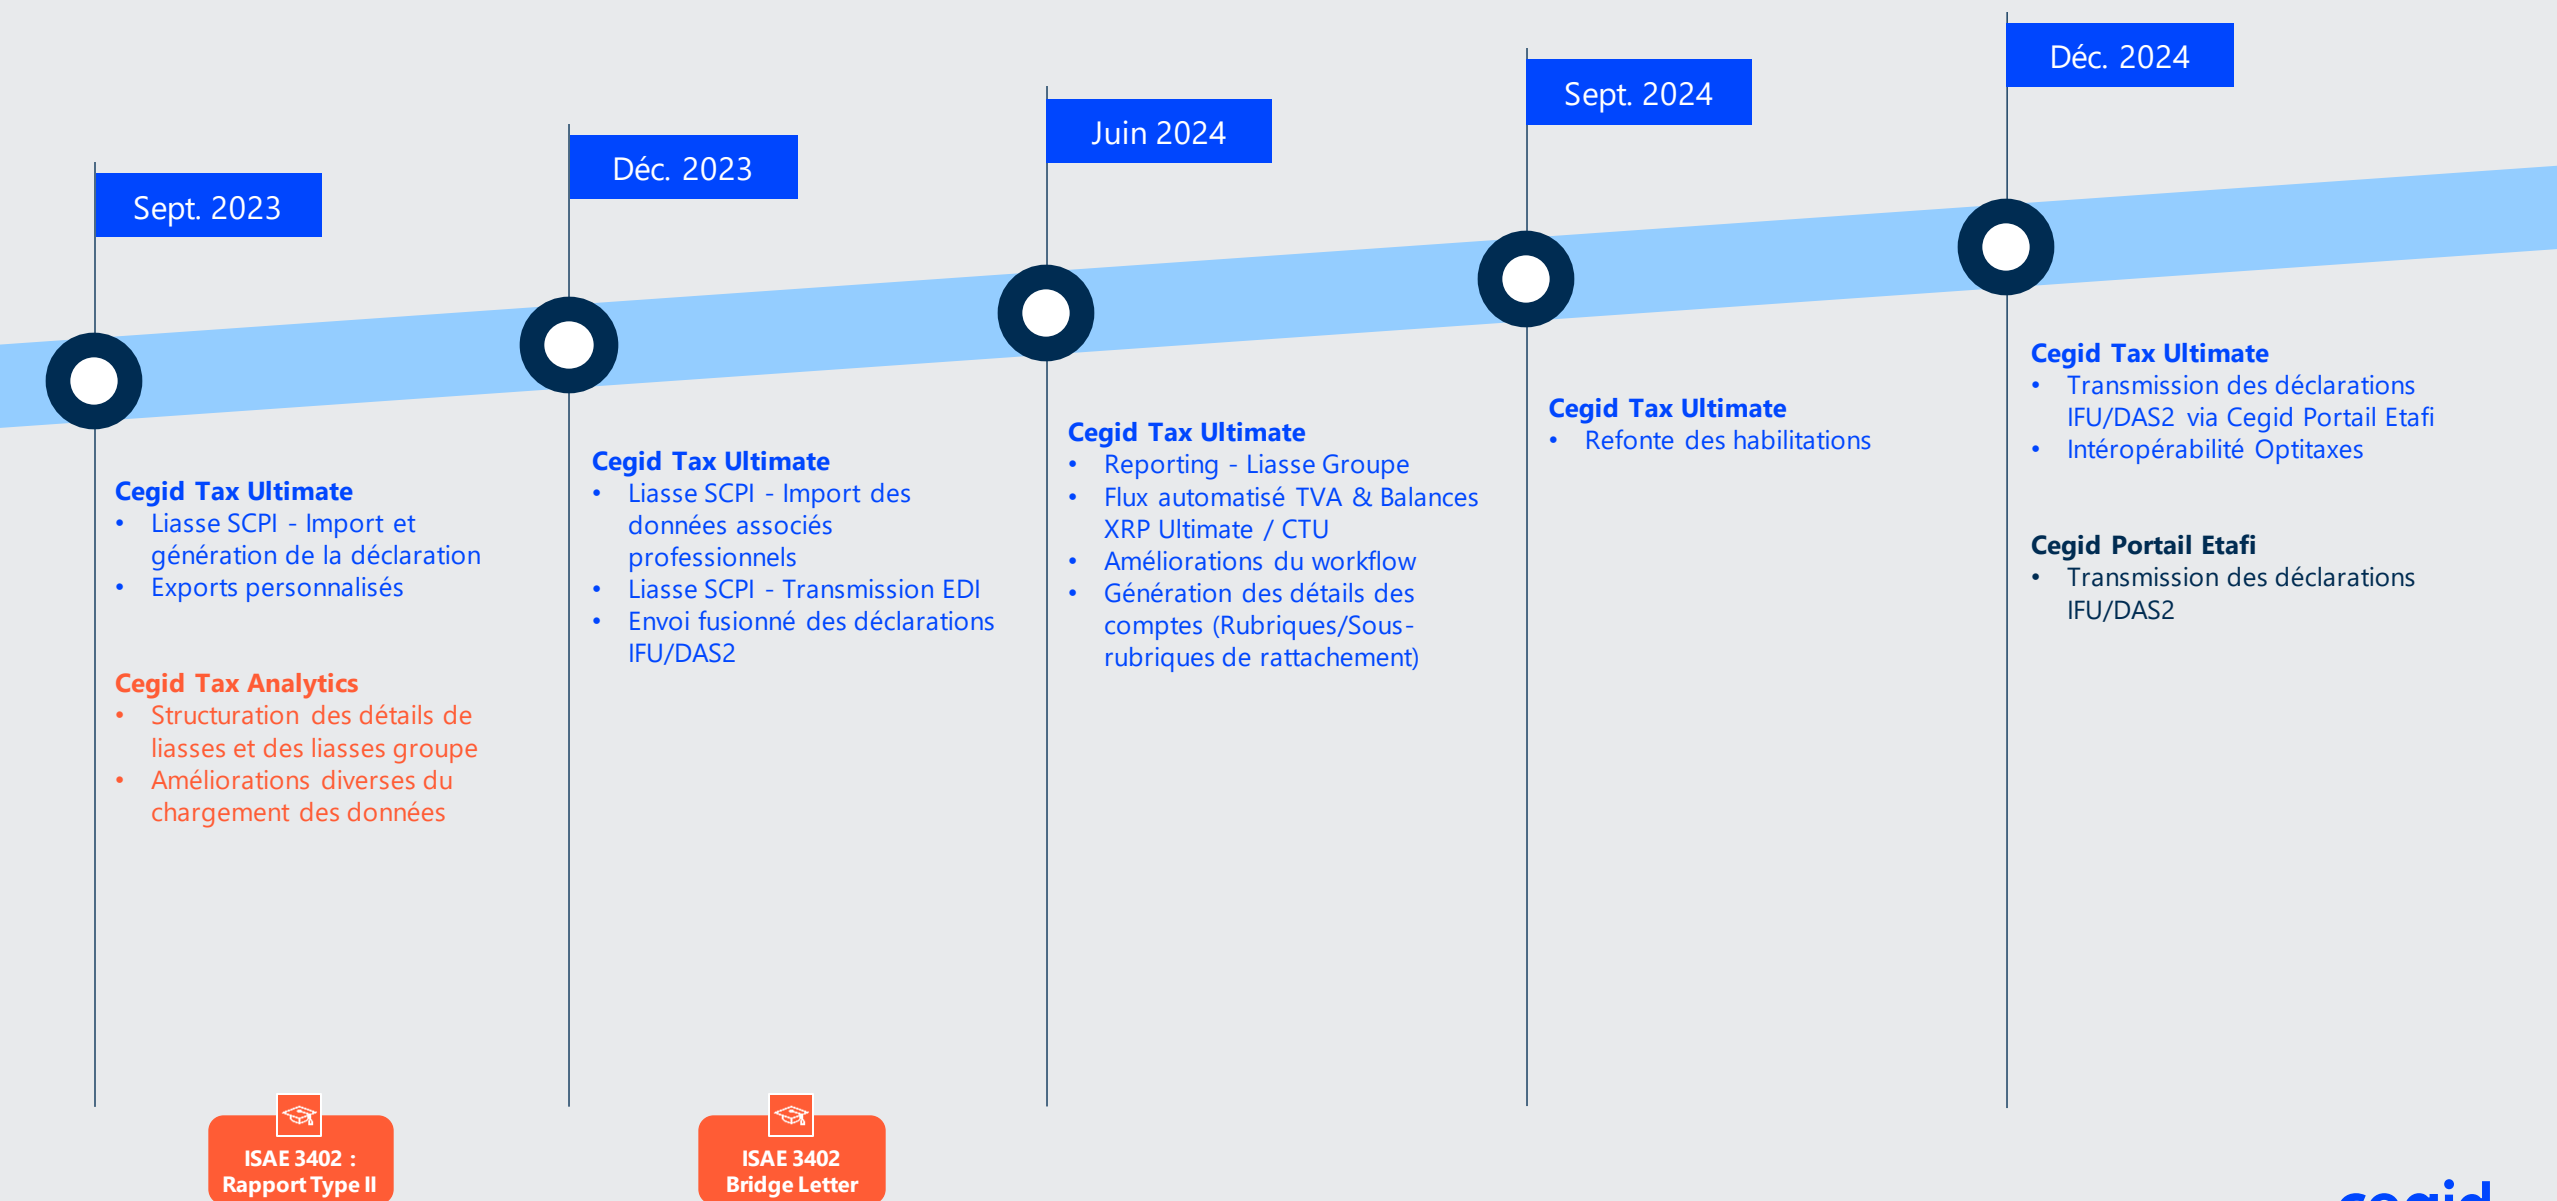 Sept. 2023
Déc. 2023
Juin 2024
Sept. 2024
Déc. 2024
Cegid Tax Ultimate
• Liasse SCPI - Import et
génération de la déclaration
• Exports personnalisés
Cegid Tax Analytics
• Structuration des détails de
liasses et des liasses groupe
• Améliorations diverses du
chargement des données
Cegid Tax Ultimate
• Liasse SCPI - Import des
données associés
professionnels
• Liasse SCPI - Transmission EDI
• Envoi fusionné des déclarations
IFU/DAS2
Cegid Tax Ultimate
• Reporting - Liasse Groupe
• Flux automatisé TVA & Balances
XRP Ultimate / CTU
• Améliorations du workflow
• Génération des détails des
comptes (Rubriques/Sous-
rubriques de rattachement)
Cegid Tax Ultimate
• Refonte des habilitations
Cegid Tax Ultimate
• Transmission des déclarations
IFU/DAS2 via Cegid Portail Etafi
• Intéropérabilité Optitaxes
Cegid Portail Etafi
• Transmission des déclarations
IFU/DAS2
ISAE 3402 :
Rapport Type II
ISAE 3402
Bridge Letter
cegid